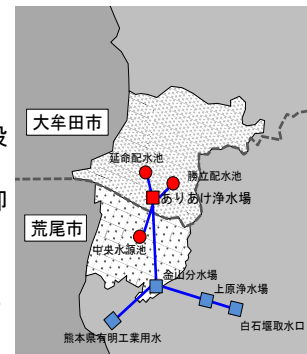 大牟田市
設
延命配水池
勝立配水池
ありあけ浄水場
荒尾市
中央水源池
金山分水場
上原浄水場
熊本県有明工業用水
白石堰取水口